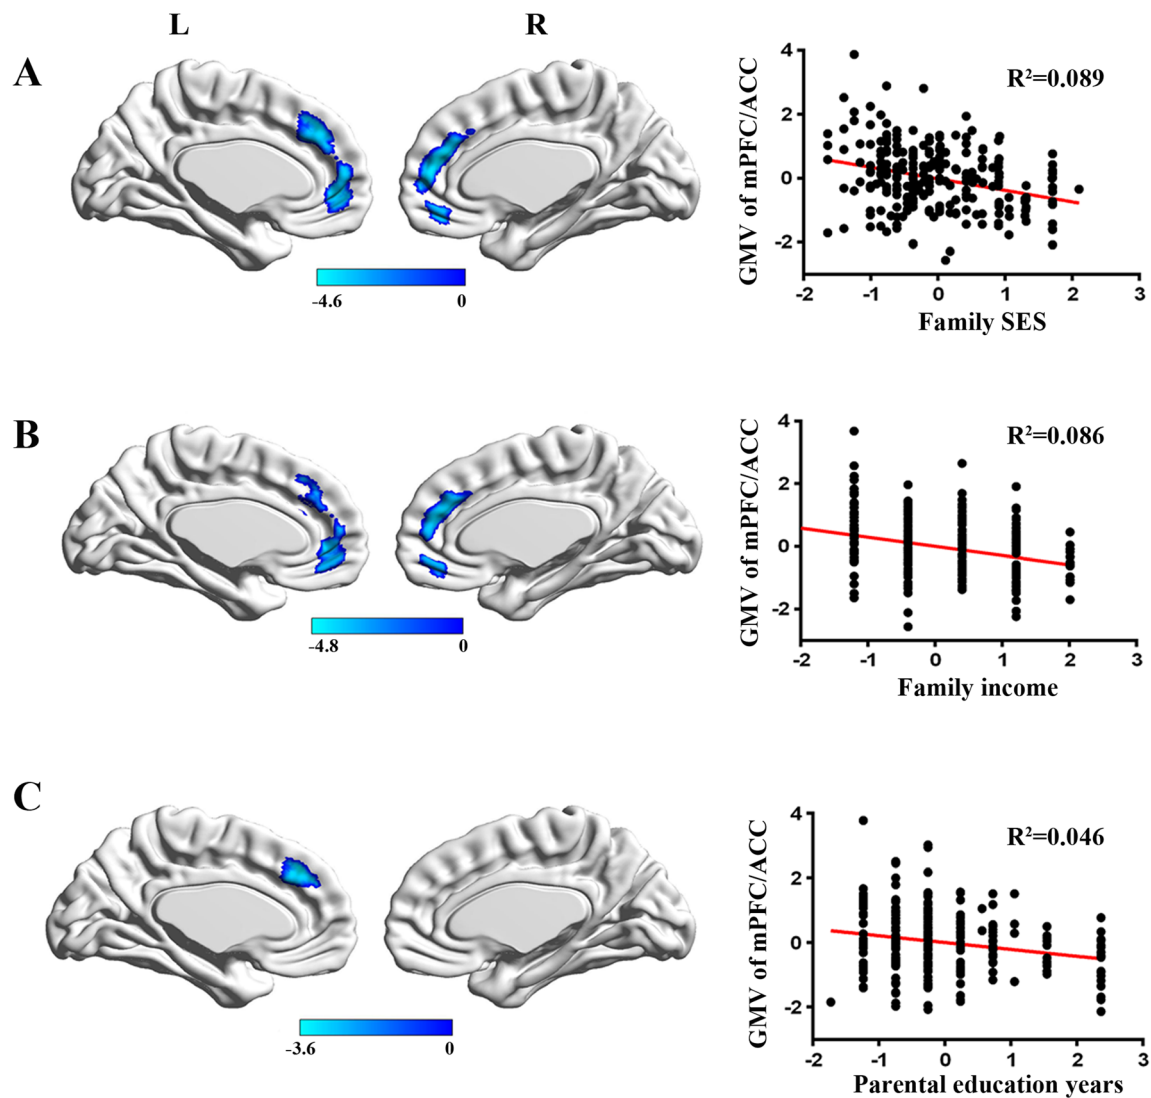 L R
A
GMV of mPFC/ACC
4
2
0
-2
R²=0.089
-2 -1 0 1 2 3
Family SES
-4.6 0
B
GMV of mPFC/ACC
4
2
0
-2
R²=0.086
-2 -1 0 1 2 3
Family income
-4.8 0
C
GMV of mPFC/ACC
4
2
0
-2
R²=0.046
-2 -1 0 1 2 3
Parental education years
-3.6 0